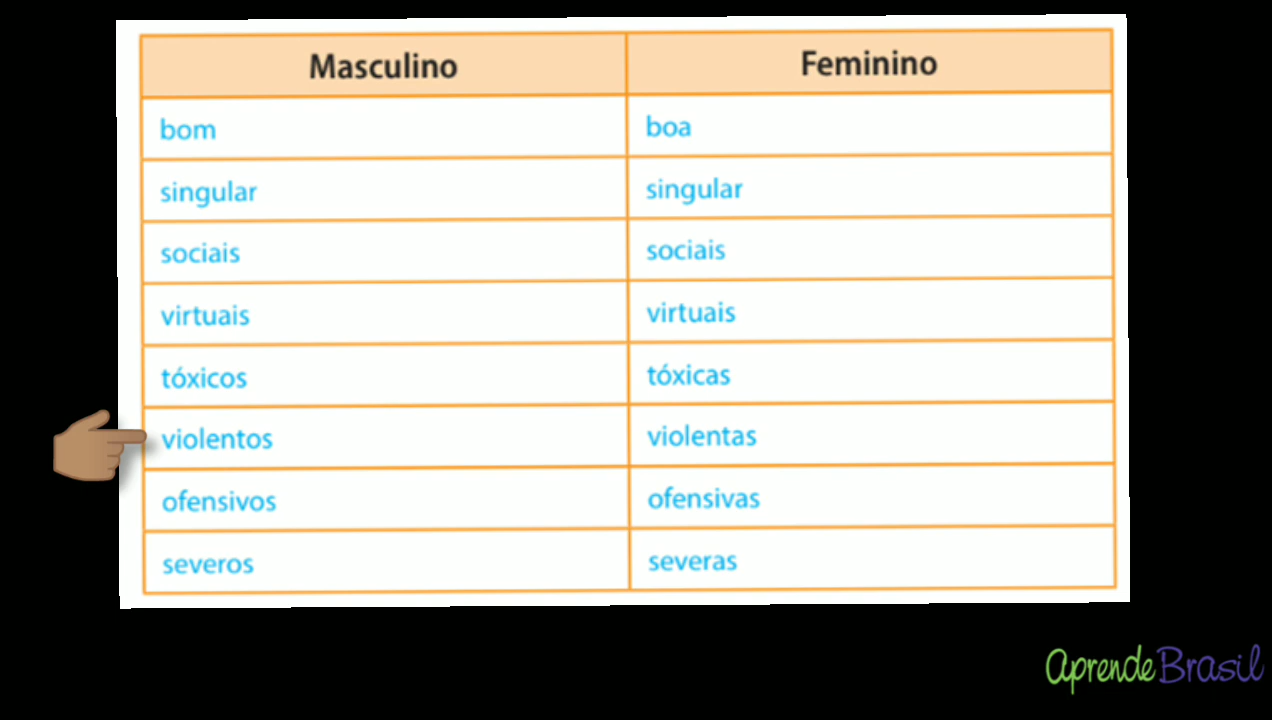 Masculino Feminino
bom boa
singular singular
sociais sociais
virtuais virtuais
tóxicos tóxicas
violentos violentas
ofensivos ofensivas
severos severas
aprendeBrasil